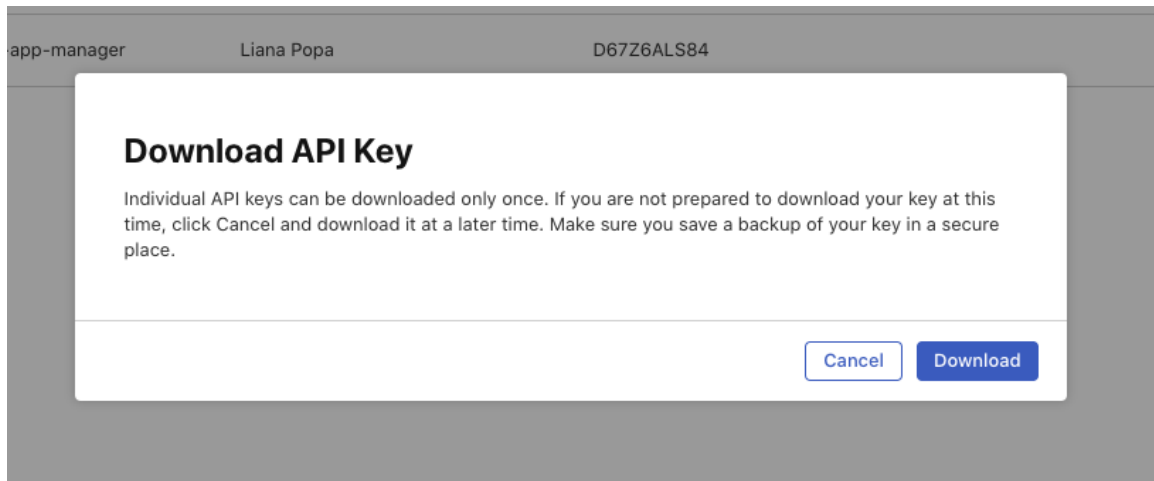 -app-manager Liana Popa D67Z6ALS84
Download API Key
Individual API keys can be downloaded only once. If you are not prepared to download your key at this
time, click Cancel and download it at a later time. Make sure you save a backup of your key in a secure
place.
Cancel Download